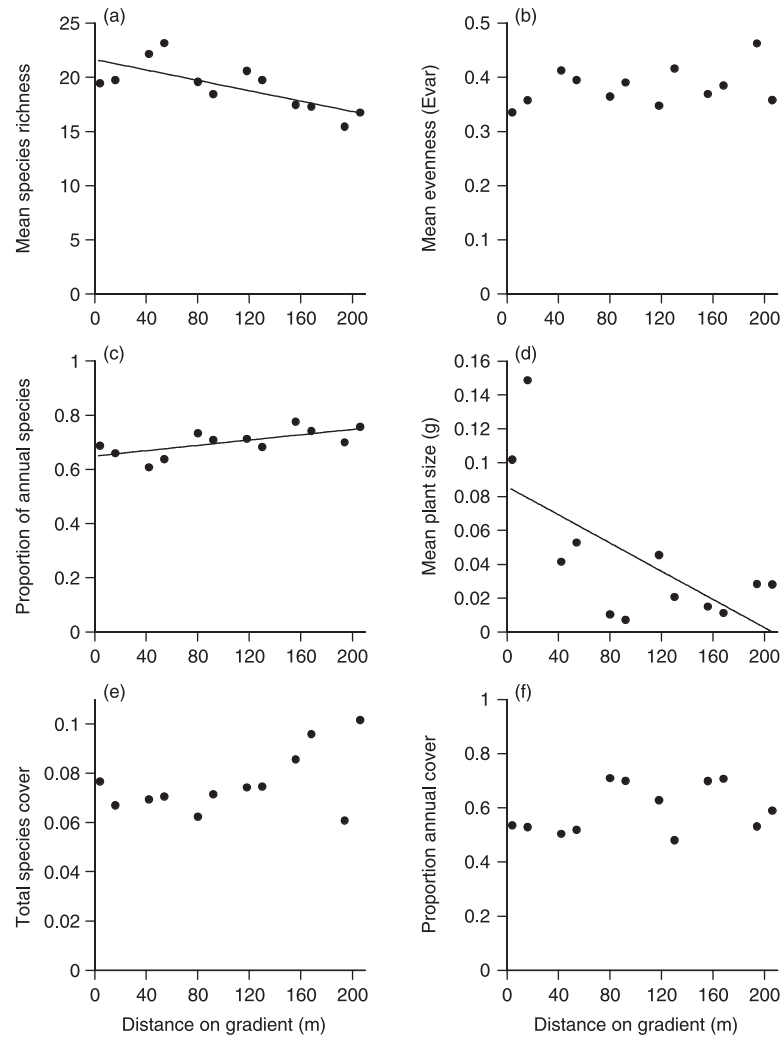 (a)
Mean species richness
25
20
15
10
5
0
0 40 80 120 160 200
(b)
Mean evenness (Evar)
0.5
0.4
0.3
0.2
0.1
0
0 40 80 120 160 200
(c)
Proportion of annual species
1
0.8
0.6
0.4
0.2
0
0 40 80 120 160 200
(d)
Mean plant size (g)
0.16
0.14
0.12
0.1
0.08
0.06
0.04
0.02
0
0 40 80 120 160 200
(e)
Total species cover
0.1
0.08
0.06
0.04
0.02
0
0 40 80 120 160 200
Distance on gradient (m)
(f)
Proportion annual cover
1
0.8
0.6
0.4
0.2
0
0 40 80 120 160 200
Distance on gradient (m)